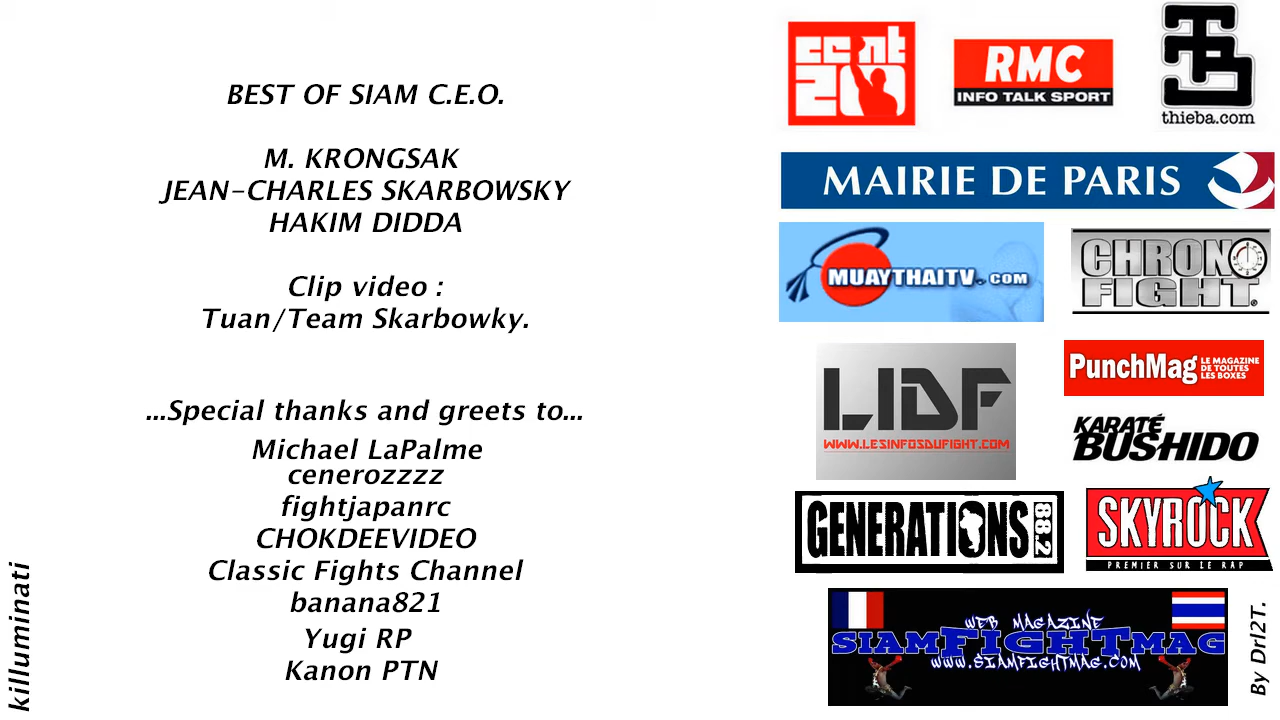 BEST OF SIAM C.E.O.
M. KRONGSAK
JEAN-CHARLES SKARBOWSKY
HAKIM DIDDA
Clip video :
Tuan/Team Skarbowky.
...Special thanks and greets to...
Michael LaPalme
cenerozzzz
fightjapanrc
CHOKDEEVIDEO
Classic Fights Channel
banana821
Yugi RP
Kanon PTN
killuminati
RMC
INFO TALK SPORT
thieba.com
MAIRIE DE PARIS
MUAYTHAITV.COM
CHRONO
FIGHT®
LIDF
WWW.LESINFOSDUFIGHT.COM
PunchMag
LE MAGAZINE
DE TOUTES
LES BOXES
KARATÉ
BUSHIDO
GENERATIONS
88.2
SKYROCK
PREMIER SUR LE RAP
WEB MAGAZINE
SIAMFIGHTMAG
WWW.SIAMFIGHTMAG.COM
By Drl2T.